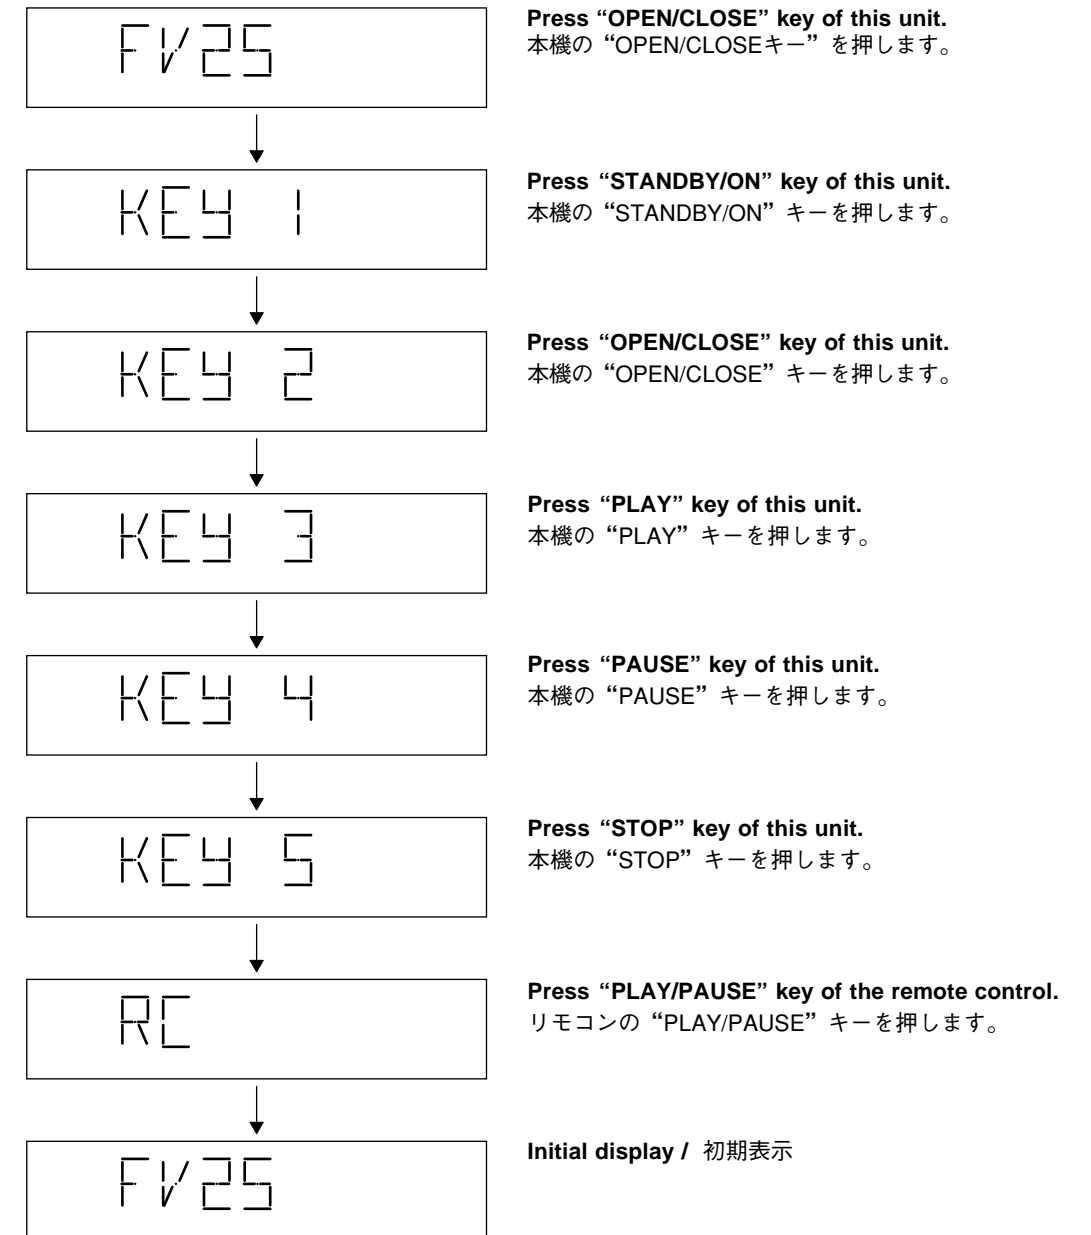 FV25
Press “OPEN/CLOSE” key of this unit.
本機の“OPEN/CLOSEキー”を押します。
KEY 1
Press “STANDBY/ON” key of this unit.
本機の“STANDBY/ON”キーを押します。
KEY 2
Press “OPEN/CLOSE” key of this unit.
本機の“OPEN/CLOSE”キーを押します。
KEY 3
Press “PLAY” key of this unit.
本機の“PLAY”キーを押します。
KEY 4
Press “PAUSE” key of this unit.
本機の“PAUSE”キーを押します。
KEY 5
Press “STOP” key of this unit.
本機の“STOP”キーを押します。
RC
Press “PLAY/PAUSE” key of the remote control.
リモコンの“PLAY/PAUSE”キーを押します。
FV25
Initial display / 初期表示